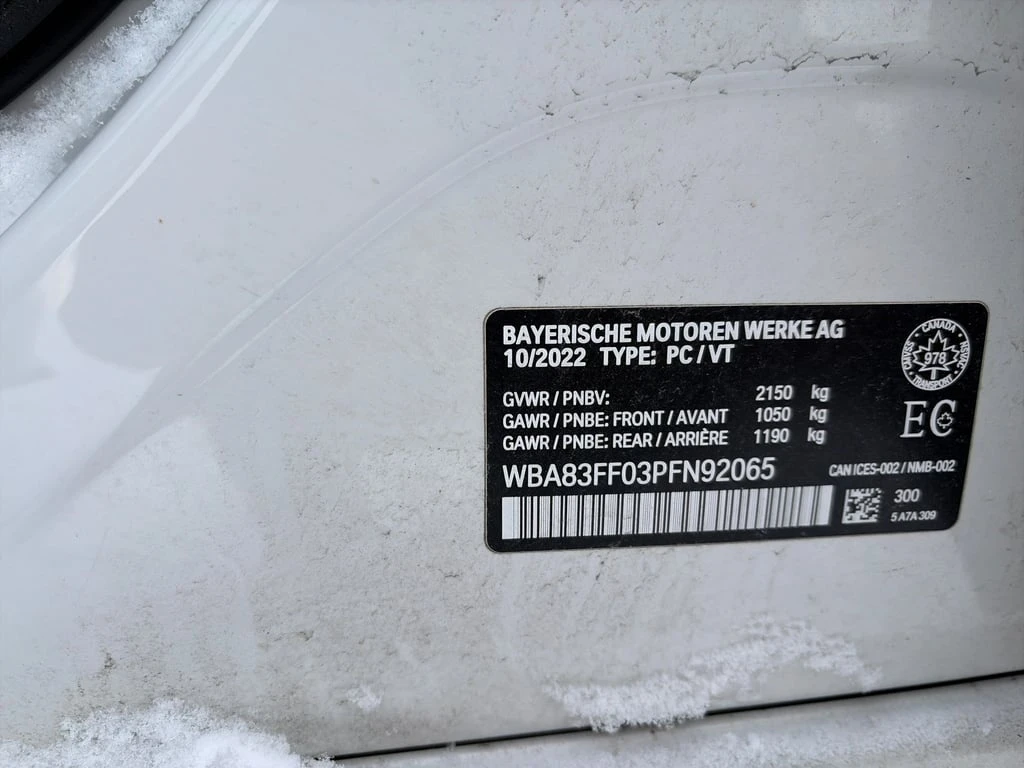 BAYERISCHE MOTOREN WERKE AG
10/2022 TYPE: PC / VT
GVWR / PNBV: 2150 kg
GAWR / PNBE: FRONT / AVANT 1050 kg
GAWR / PNBE: REAR / ARRIÈRE 1190 kg
WBA83FF03PFN92065
CANADA
CMVSS
978
NSVAC
TRANSPORT
EC
CAN ICES-002 / NMB-002
300
5 A7A 309